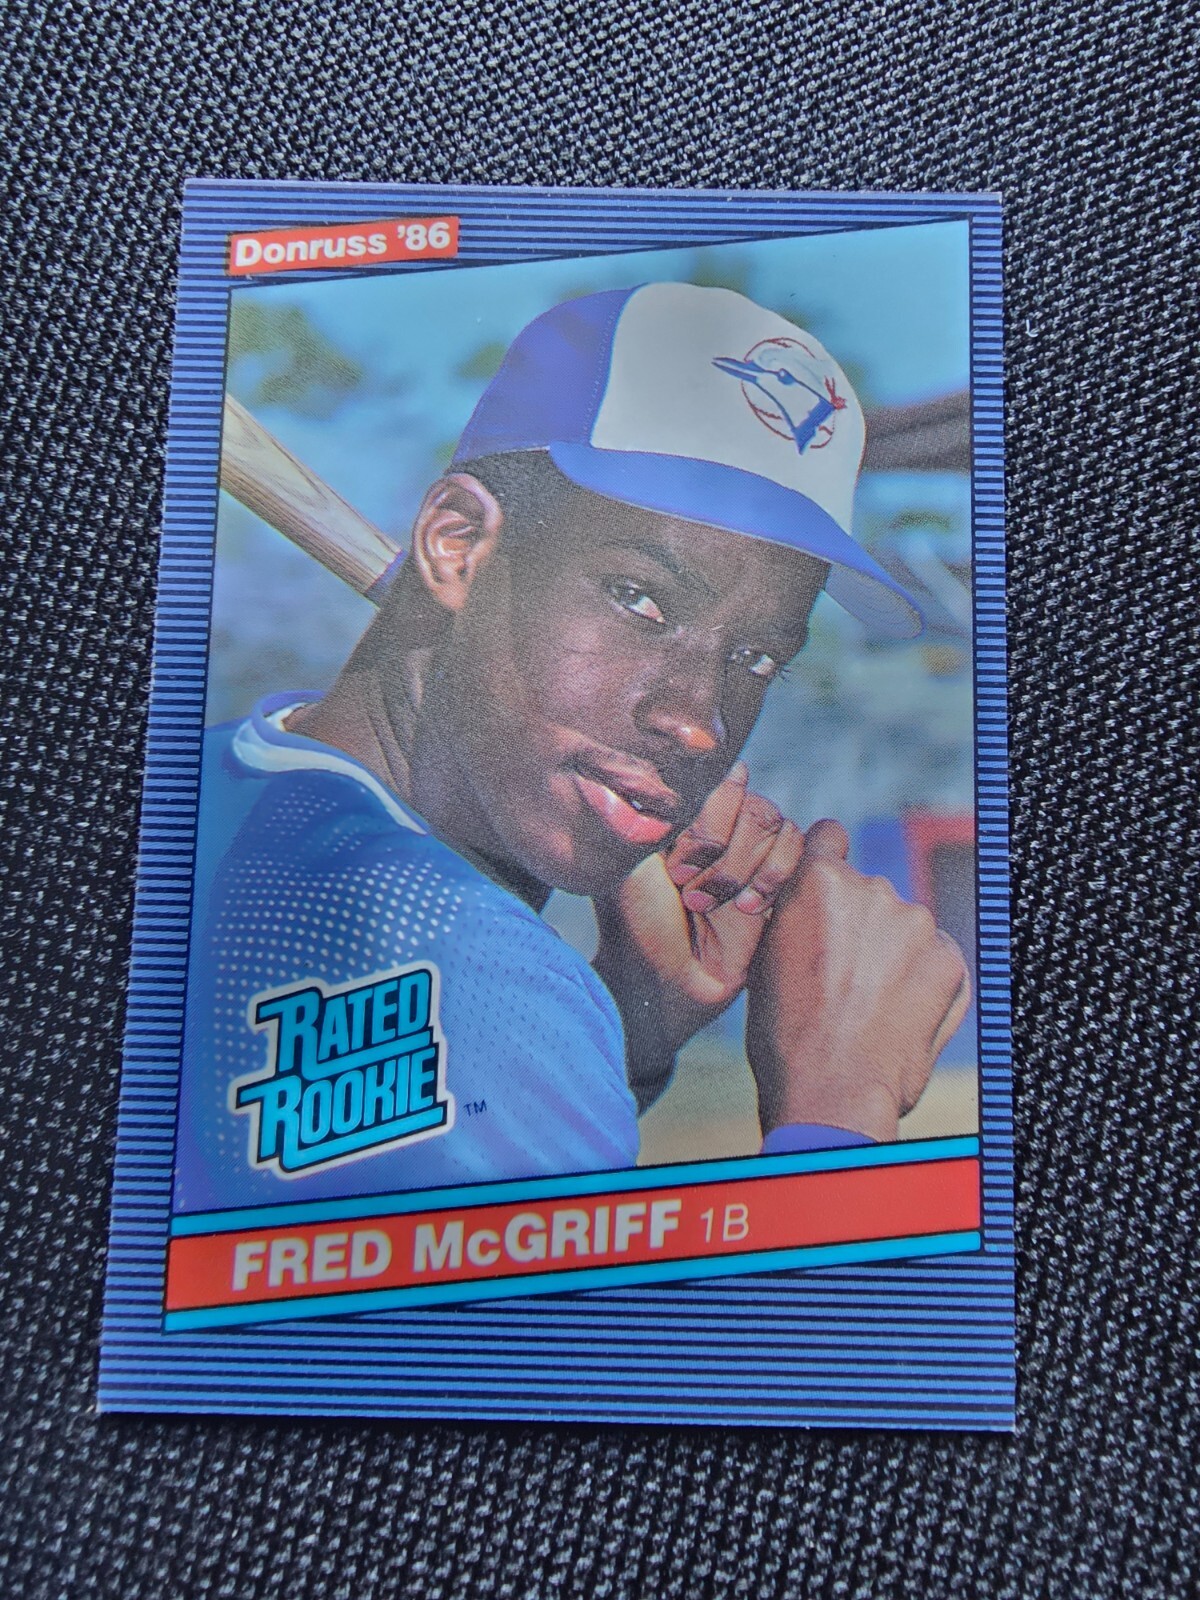 Donruss '86
RATED
ROOKIE ™
FRED McGRIFF 1B